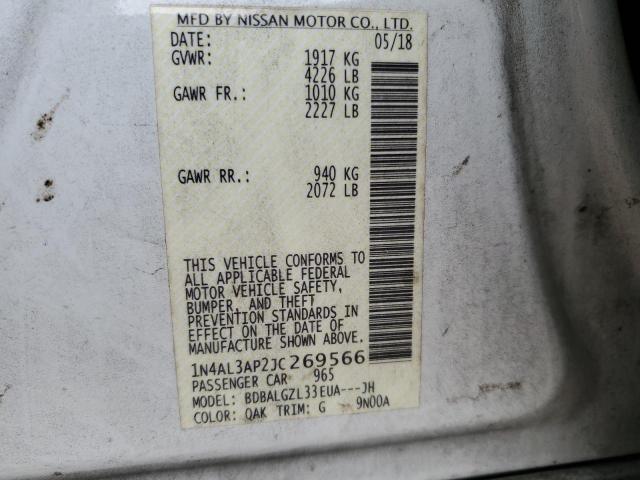 MFD BY NISSAN MOTOR CO., LTD.
DATE: 05/18
GVWR: 1917 KG
4226 LB
GAWR FR.: 1010 KG
2227 LB
GAWR RR.: 940 KG
2072 LB
THIS VEHICLE CONFORMS TO
ALL APPLICABLE FEDERAL
MOTOR VEHICLE SAFETY,
BUMPER, AND THEFT
PREVENTION STANDARDS IN
EFFECT ON THE DATE OF
MANUFACTURE SHOWN ABOVE.
1N4AL3AP2JC269566
PASSENGER CAR 965
MODEL: BDBALGZL33EUA---JH
COLOR: QAK TRIM: G 9N00A